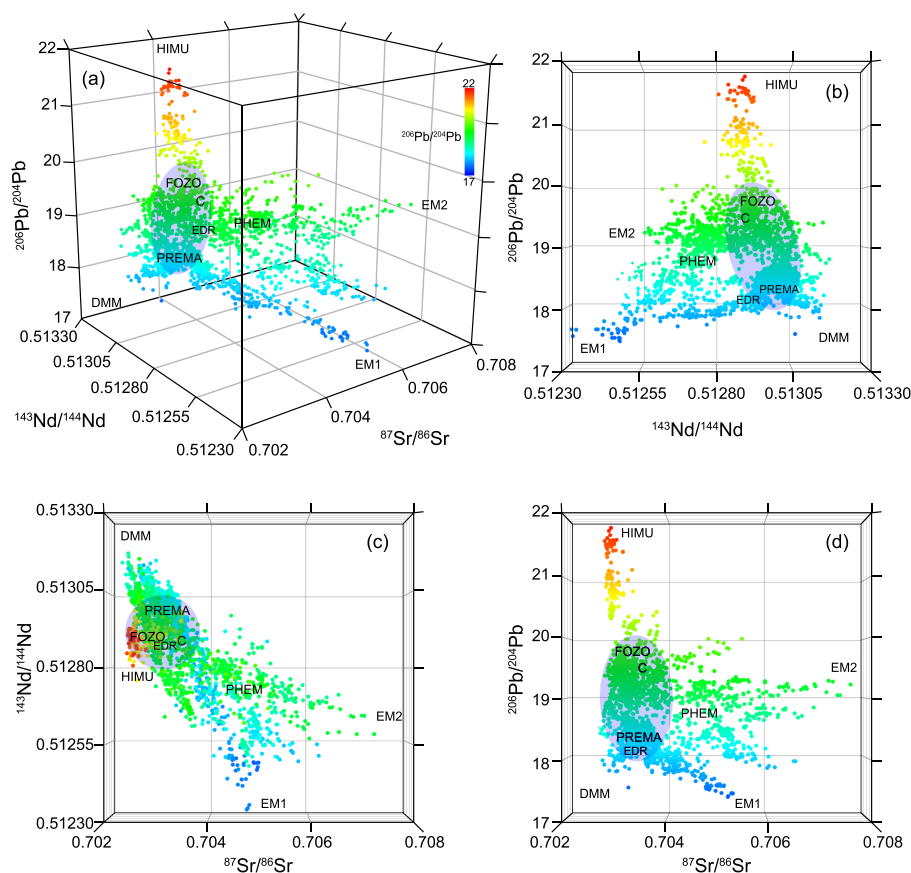 (a)
HIMU
22
21
20
19
18
17
²⁰⁶Pb/²⁰⁴Pb
FOZO
C
EDR
PHEM
EM2
PREMA
DMM
EM1
22
²⁰⁶Pb/²⁰⁴Pb
17
0.51330
0.51305
0.51280
0.51255
0.51230
¹⁴³Nd/¹⁴⁴Nd
0.702
0.704
0.706
0.708
⁸⁷Sr/⁸⁶Sr
(b)
HIMU
22
21
20
19
18
17
²⁰⁶Pb/²⁰⁴Pb
FOZO
C
EM2
PHEM
PREMA
EDR
DMM
EM1
0.51230
0.51255
0.51280
0.51305
0.51330
¹⁴³Nd/¹⁴⁴Nd
(c)
0.51330
0.51305
0.51280
0.51255
0.51230
¹⁴³Nd/¹⁴⁴Nd
DMM
PREMA
FOZO
C
EDR
HIMU
PHEM
EM2
EM1
0.702
0.704
0.706
0.708
⁸⁷Sr/⁸⁶Sr
(d)
22
21
20
19
18
17
²⁰⁶Pb/²⁰⁴Pb
HIMU
FOZO
C
EM2
PHEM
PREMA
EDR
DMM
EM1
0.702
0.704
0.706
0.708
⁸⁷Sr/⁸⁶Sr